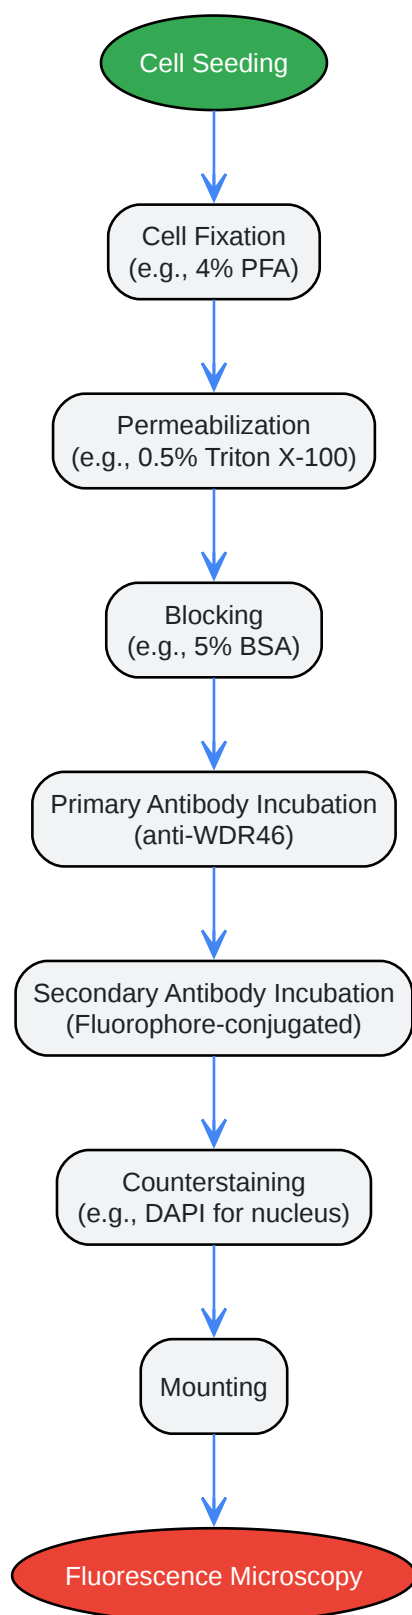 Cell Seeding
Cell Fixation
(e.g., 4% PFA)
Permeabilization
(e.g., 0.5% Triton X-100)
Blocking
(e.g., 5% BSA)
Primary Antibody Incubation
(anti-WDR46)
Secondary Antibody Incubation
(Fluorophore-conjugated)
Counterstaining
(e.g., DAPI for nucleus)
Mounting
Fluorescence Microscopy